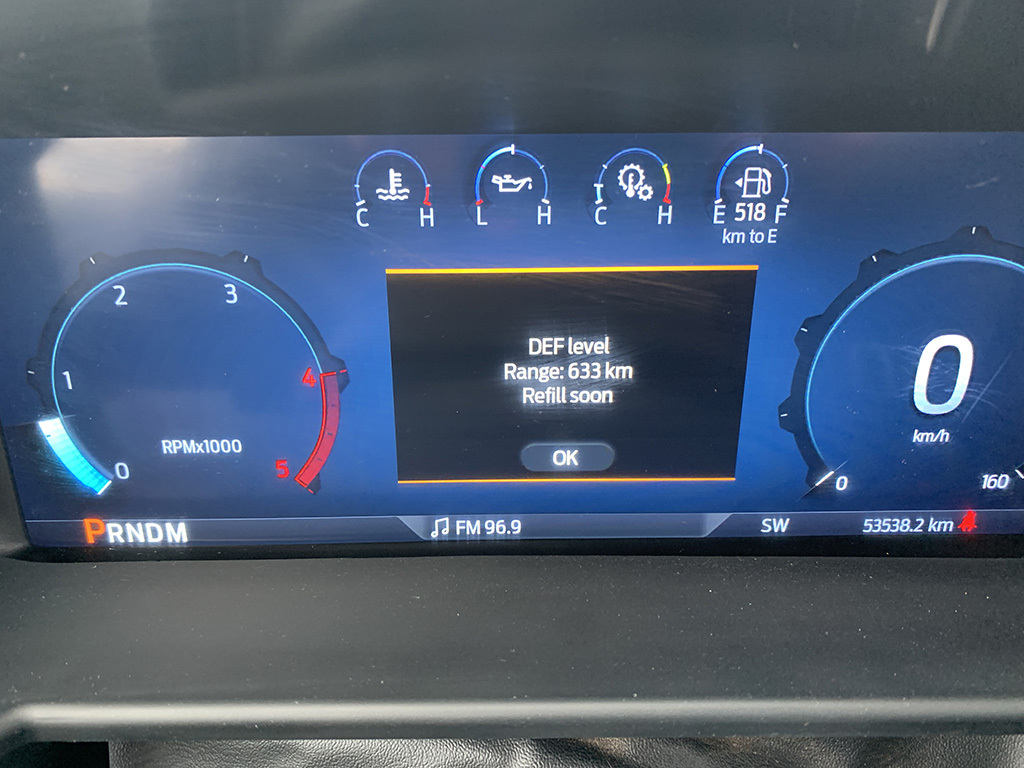 C H
L H
C H
E 518 F
km to E
0 1 2 3 4 5
RPMx1000
DEF level
Range: 633 km
Refill soon
OK
0
km/h
0 160
PRNDM
FM 96.9
SW
53538.2 km